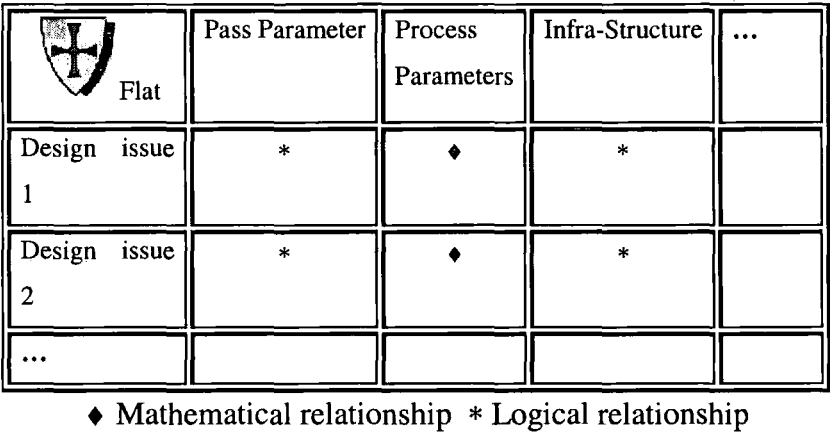 Flat Pass Parameter Process Parameters Infra-Structure ...
Design issue 1 * ♦ *
Design issue 2 * ♦ *
...
♦ Mathematical relationship * Logical relationship